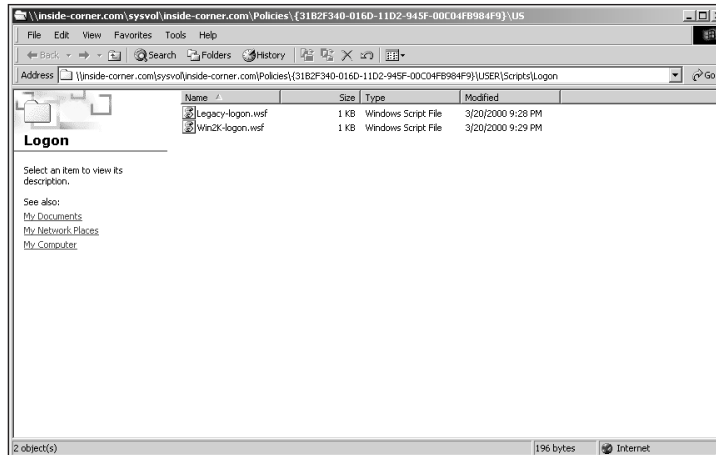 \\inside-corner.com\sysvol\inside-corner.com\Policies\{31B2F340-016D-11D2-945F-00C04FB984F9}\US
File Edit View Favorites Tools Help
Back Search Folders History
Address \\inside-corner.com\sysvol\inside-corner.com\Policies\{31B2F340-016D-11D2-945F-00C04FB984F9}\USER\Scripts\Logon Go
Name Size Type Modified
Legacy-logon.wsf 1 KB Windows Script File 3/20/2000 9:28 PM
Win2K-logon.wsf 1 KB Windows Script File 3/20/2000 9:29 PM
Logon
Select an item to view its
description.
See also:
My Documents
My Network Places
My Computer
2 object(s) 196 bytes Internet